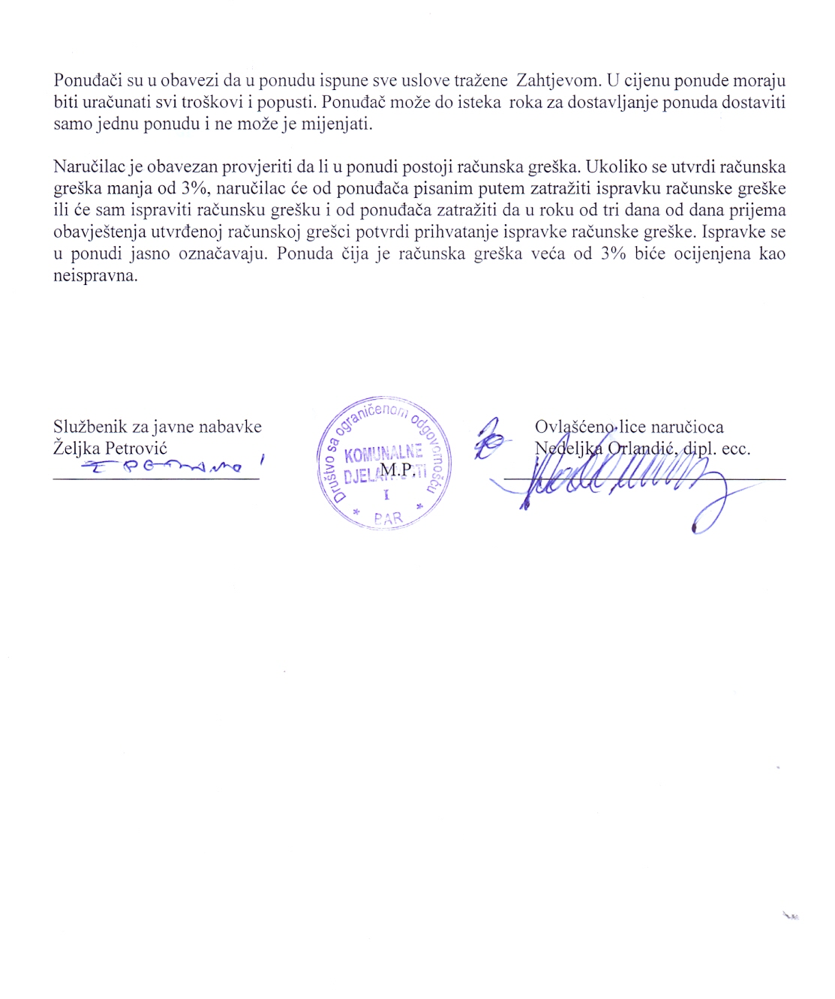 Ponuđači su u obavezi da u ponudu ispune sve uslove tražene Zahtjevom. U cijenu ponude moraju
biti uračunati svi troškovi i popusti. Ponuđač može do isteka roka za dostavljanje ponuda dostaviti
samo jednu ponudu i ne može je mijenjati.
Naručilac je obavezan provjeriti da li u ponudi postoji računska greška. Ukoliko se utvrdi računska
greška manja od 3%, naručilac će od ponuđača pisanim putem zatražiti ispravku računske greške
ili će sam ispraviti računsku grešku i od ponuđača zatražiti da u roku od tri dana od dana prijema
obavještenja utvrđenoj računskoj grešci potvrdi prihvatanje ispravke računske greške. Ispravke se
u ponudi jasno označavaju. Ponuda čija je računska greška veća od 3% biće ocijenjena kao
neispravna.
Službenik za javne nabavke
Željka Petrović
Društvo sa ograničenom odgovornošću
KOMUNALNE
M.P.
I
* BAR *
Ovlašćeno lice naručioca
Nedeljka Orlandić, dipl. ecc.